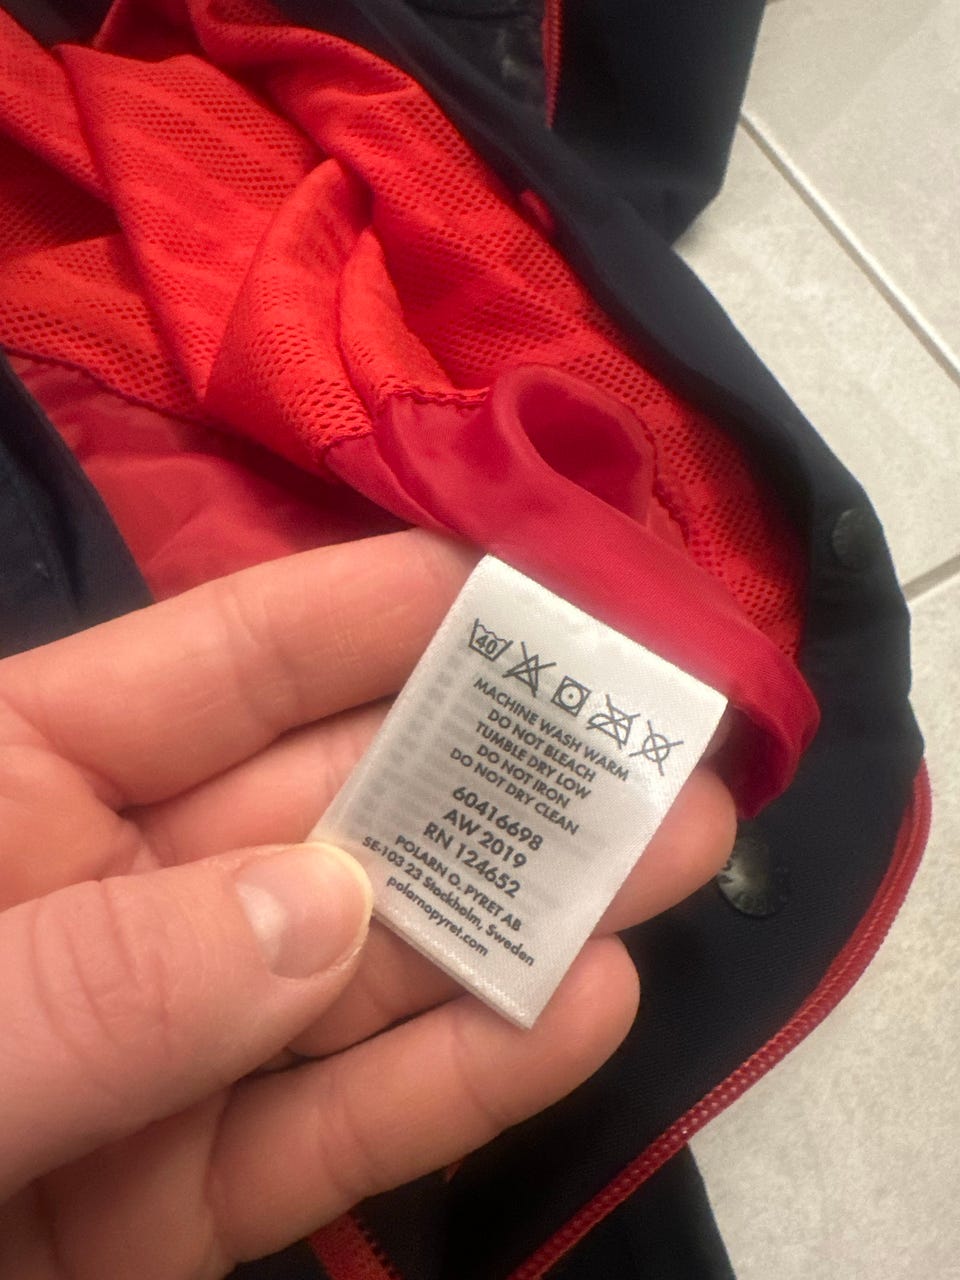 40
MACHINE WASH WARM
DO NOT BLEACH
TUMBLE DRY LOW
DO NOT IRON
DO NOT DRY CLEAN
60416698
AW 2019
RN 124652
POLARN O. PYRET AB
SE-103 23 Stockholm, Sweden
polarnopyret.com